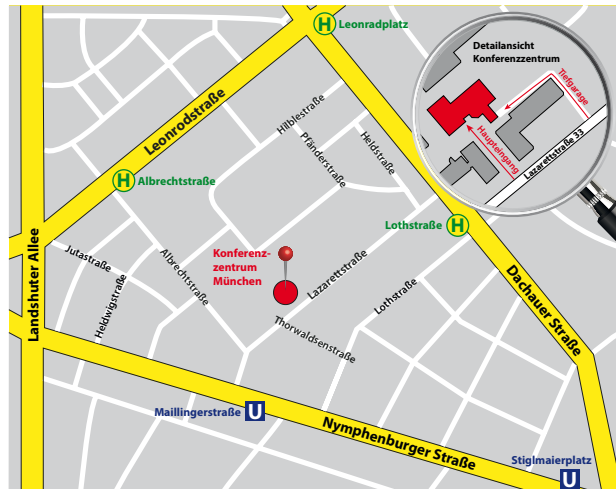 H Leonradplatz
Detailansicht
Konferenzzentrum
Tiefgarage
Haupteingang
Lazarettstraße 33
Leonrodstraße
Hilblestraße
Pfänderstraße
Heldstraße
H Albrechtstraße
Lothstraße H
Landshuter Allee
Jutastraße
Heldwigstraße
Albrechtstraße
Konferenz-
zentrum
München
Lazarettstraße
Lothstraße
Thorwaldsenstraße
Dachauer Straße
Maillingerstraße U
Nymphenburger Straße
Stiglmaierplatz
U